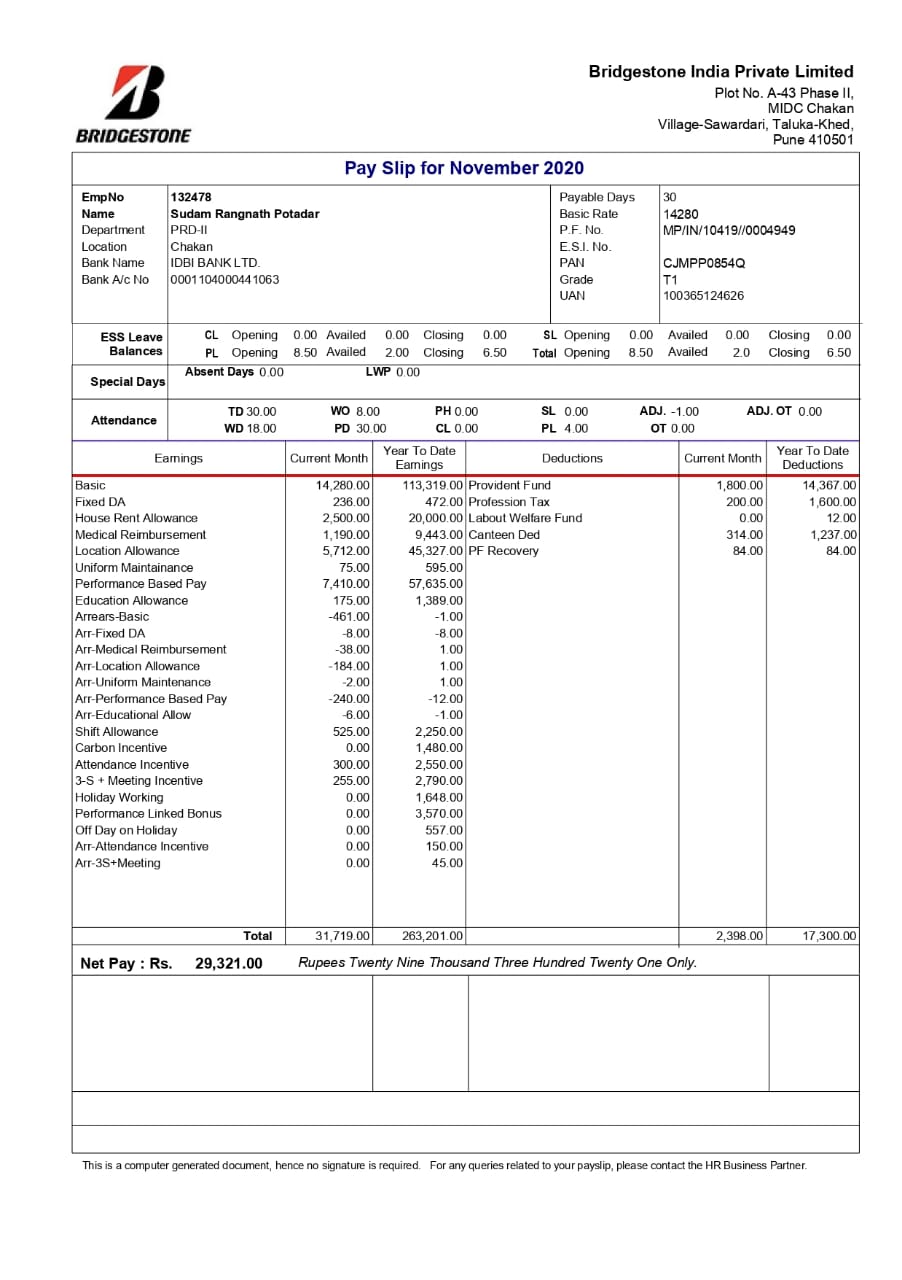 BRIDGESTONE
Bridgestone India Private Limited
Plot No. A-43 Phase II,
MIDC Chakan
Village-Sawardari, Taluka-Khed,
Pune 410501
Pay Slip for November 2020
EmpNo 132478 Payable Days 30
Name Sudam Rangnath Potadar Basic Rate 14280
Department PRD-II P.F. No. MP/IN/10419//0004949
Location Chakan E.S.I. No.
Bank Name IDBI BANK LTD. PAN CJMPP0854Q
Bank A/c No 0001104000441063 Grade T1
UAN 100365124626
ESS Leave Balances CL Opening 0.00 Availed 0.00 Closing 0.00 SL Opening 0.00 Availed 0.00 Closing 0.00
PL Opening 8.50 Availed 2.00 Closing 6.50 Total Opening 8.50 Availed 2.0 Closing 6.50
Special Days Absent Days 0.00 LWP 0.00
Attendance TD 30.00 WO 8.00 PH 0.00 SL 0.00 ADJ. -1.00 ADJ. OT 0.00
WD 18.00 PD 30.00 CL 0.00 PL 4.00 OT 0.00
Earnings Current Month Year To Date Earnings Deductions Current Month Year To Date Deductions
Basic 14,280.00 113,319.00 Provident Fund 1,800.00 14,367.00
Fixed DA 236.00 472.00 Profession Tax 200.00 1,600.00
House Rent Allowance 2,500.00 20,000.00 Labout Welfare Fund 0.00 12.00
Medical Reimbursement 1,190.00 9,443.00 Canteen Ded 314.00 1,237.00
Location Allowance 5,712.00 45,327.00 PF Recovery 84.00 84.00
Uniform Maintainance 75.00 595.00
Performance Based Pay 7,410.00 57,635.00
Education Allowance 175.00 1,389.00
Arrears-Basic -461.00 -1.00
Arr-Fixed DA -8.00 -8.00
Arr-Medical Reimbursement -38.00 1.00
Arr-Location Allowance -184.00 1.00
Arr-Uniform Maintenance -2.00 1.00
Arr-Performance Based Pay -240.00 -12.00
Arr-Educational Allow -6.00 -1.00
Shift Allowance 525.00 2,250.00
Carbon Incentive 0.00 1,480.00
Attendance Incentive 300.00 2,550.00
3-S + Meeting Incentive 255.00 2,790.00
Holiday Working 0.00 1,648.00
Performance Linked Bonus 0.00 3,570.00
Off Day on Holiday 0.00 557.00
Arr-Attendance Incentive 0.00 150.00
Arr-3S+Meeting 0.00 45.00
Total 31,719.00 263,201.00 2,398.00 17,300.00
Net Pay : Rs. 29,321.00 Rupees Twenty Nine Thousand Three Hundred Twenty One Only.
This is a computer generated document, hence no signature is required. For any queries related to your payslip, please contact the HR Business Partner.